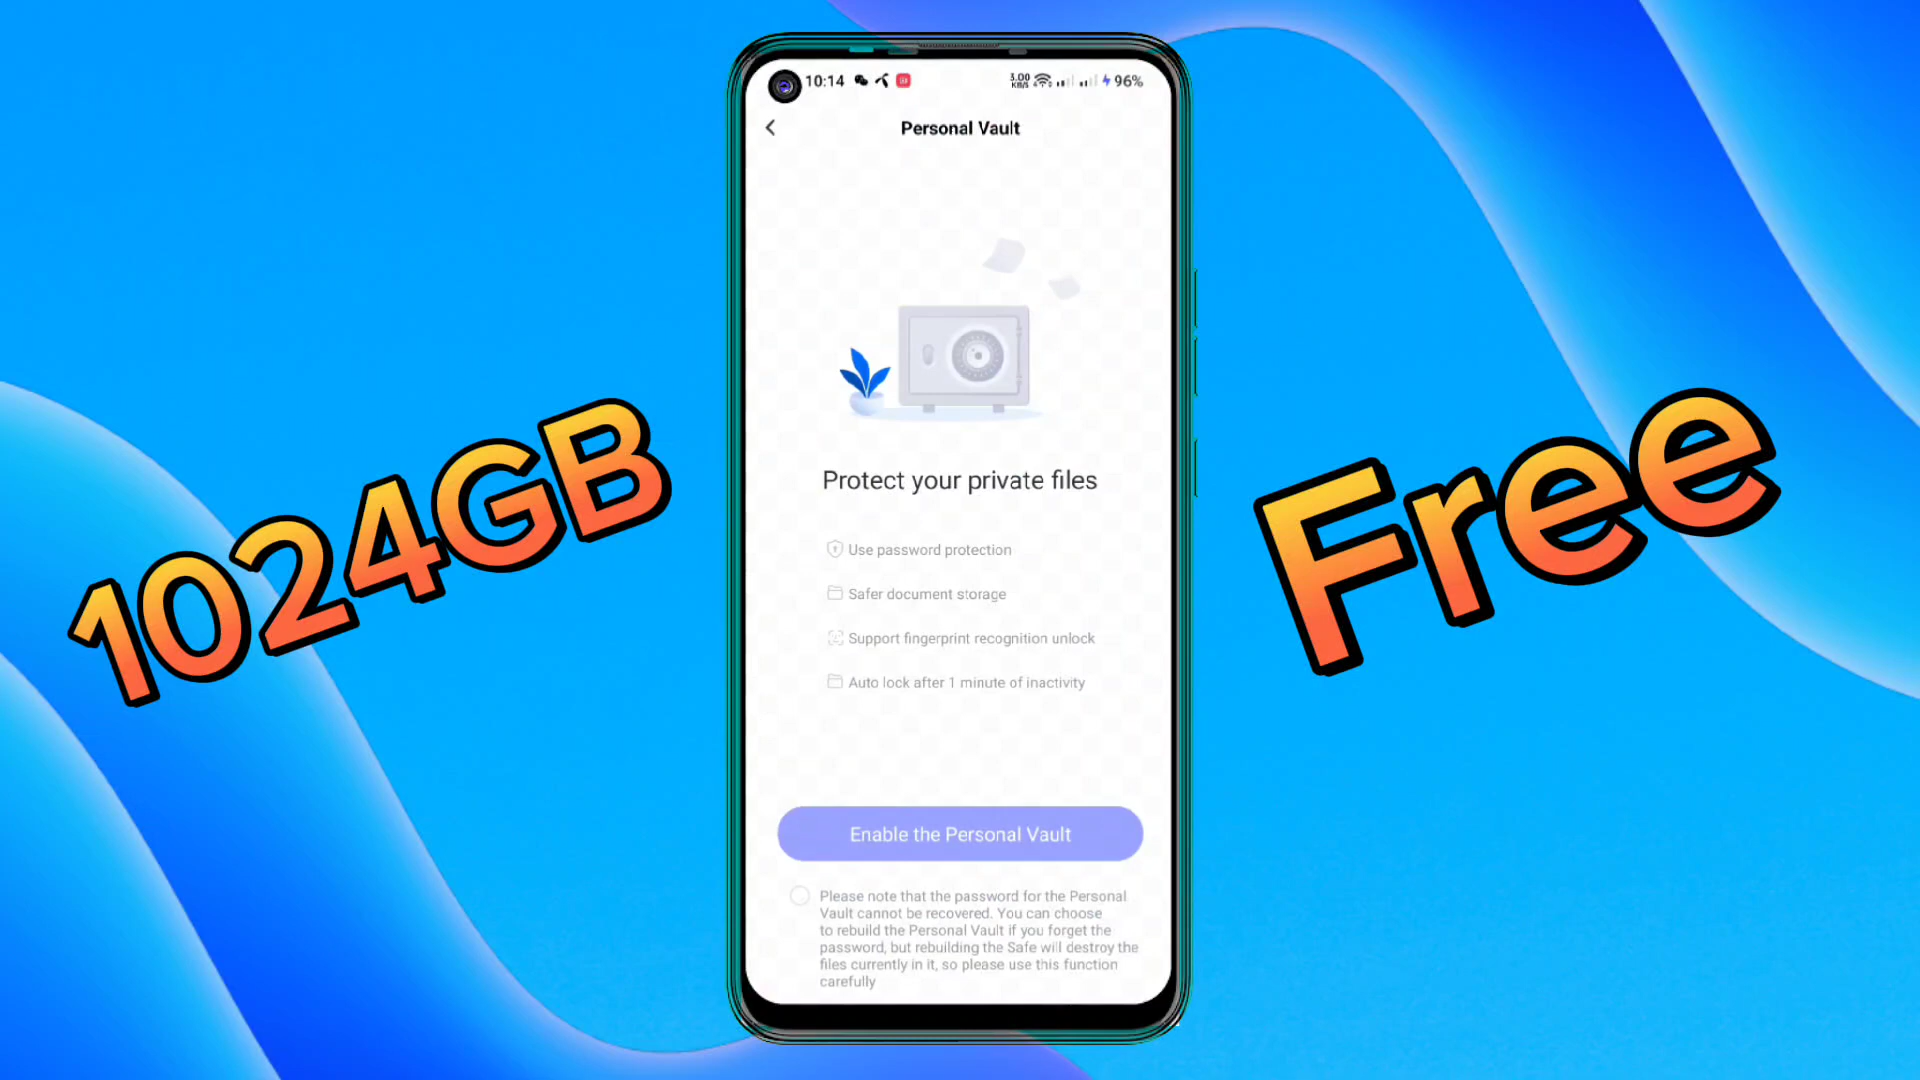 10:14
3.00
KB/S
96%
Personal Vault
1024GB
Free
Protect your private files
Use password protection
Safer document storage
Support fingerprint recognition unlock
Auto lock after 1 minute of inactivity
Enable the Personal Vault
Please note that the password for the Personal
Vault cannot be recovered. You can choose
to rebuild the Personal Vault if you forget the
password, but rebuilding the Safe will destroy the
files currently in it, so please use this function
carefully